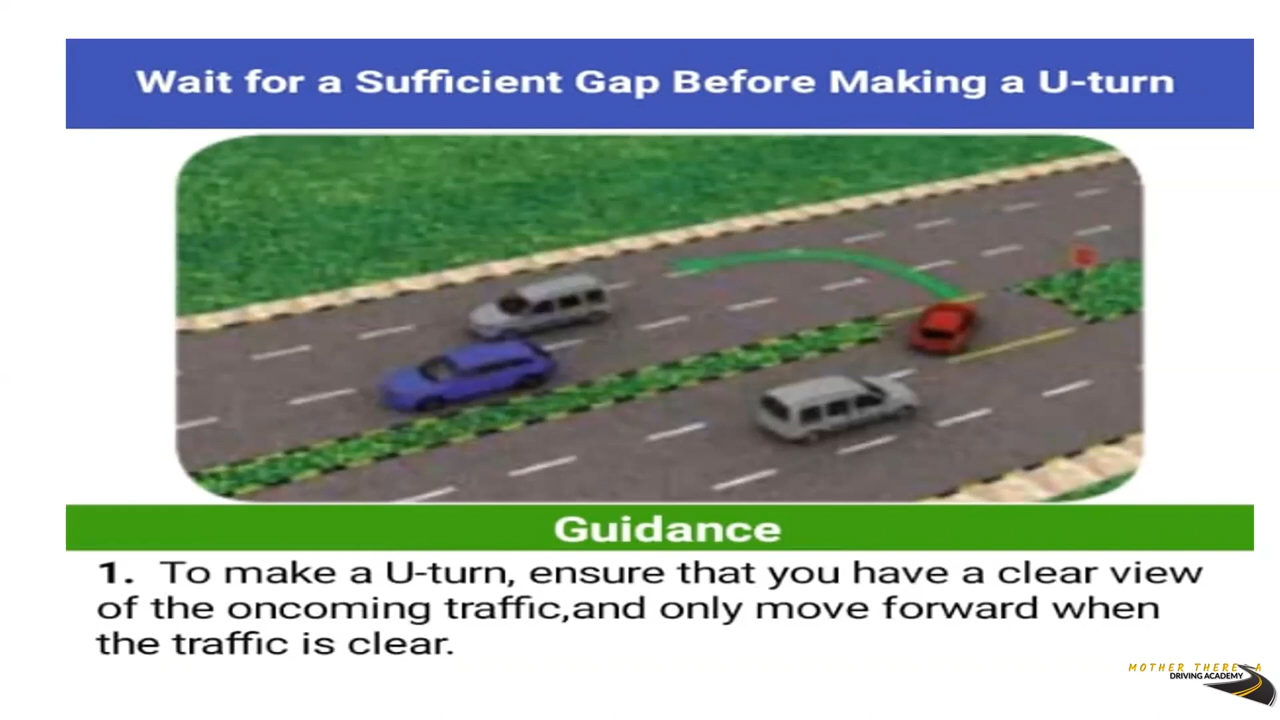 Wait for a Sufficient Gap Before Making a U-turn
Guidance
1. To make a U-turn, ensure that you have a clear view
of the oncoming traffic,and only move forward when
the traffic is clear.
MOTHER
DRIVING ACADEMY